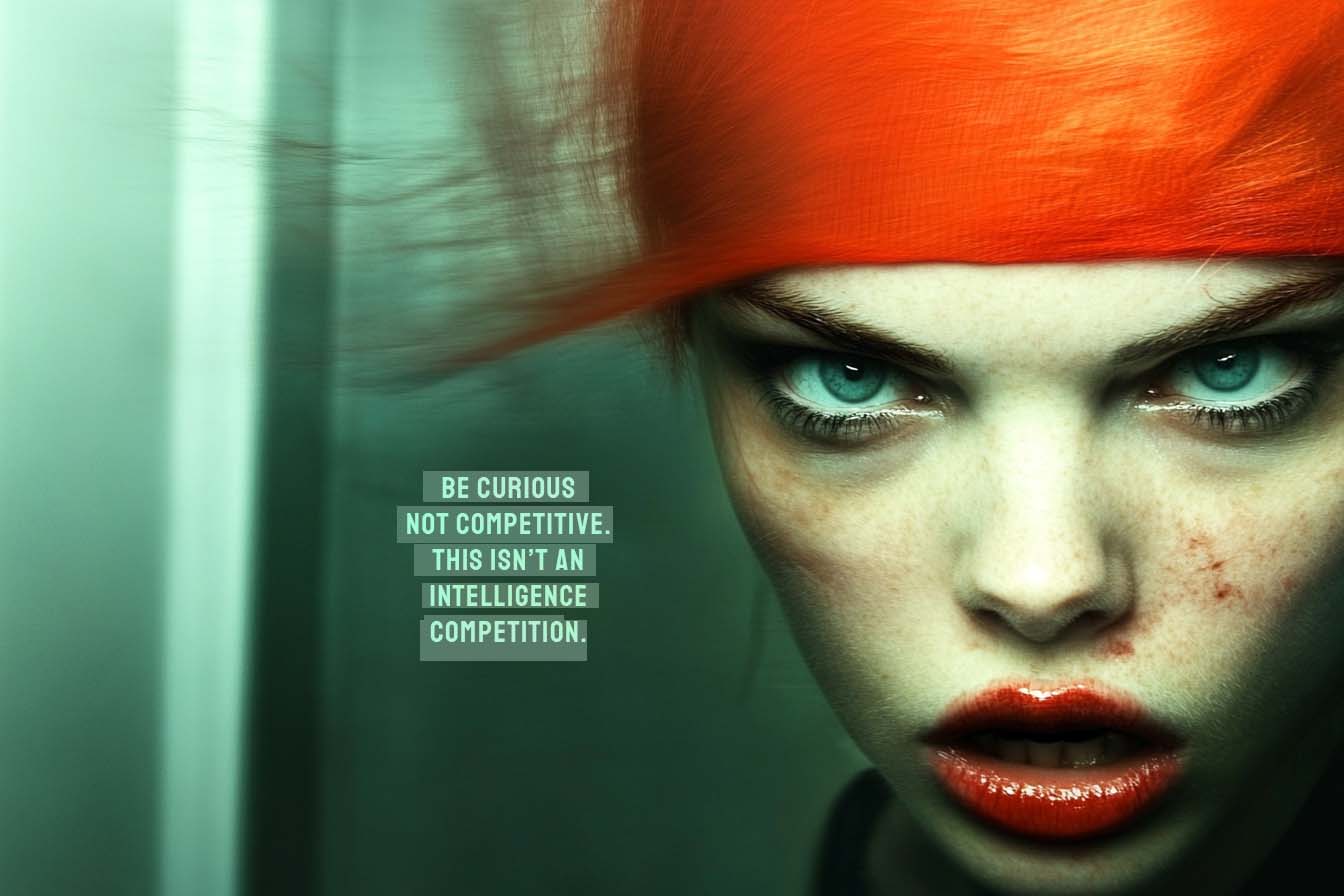 BE CURIOUS
NOT COMPETITIVE.
THIS ISN’T AN
INTELLIGENCE
COMPETITION.